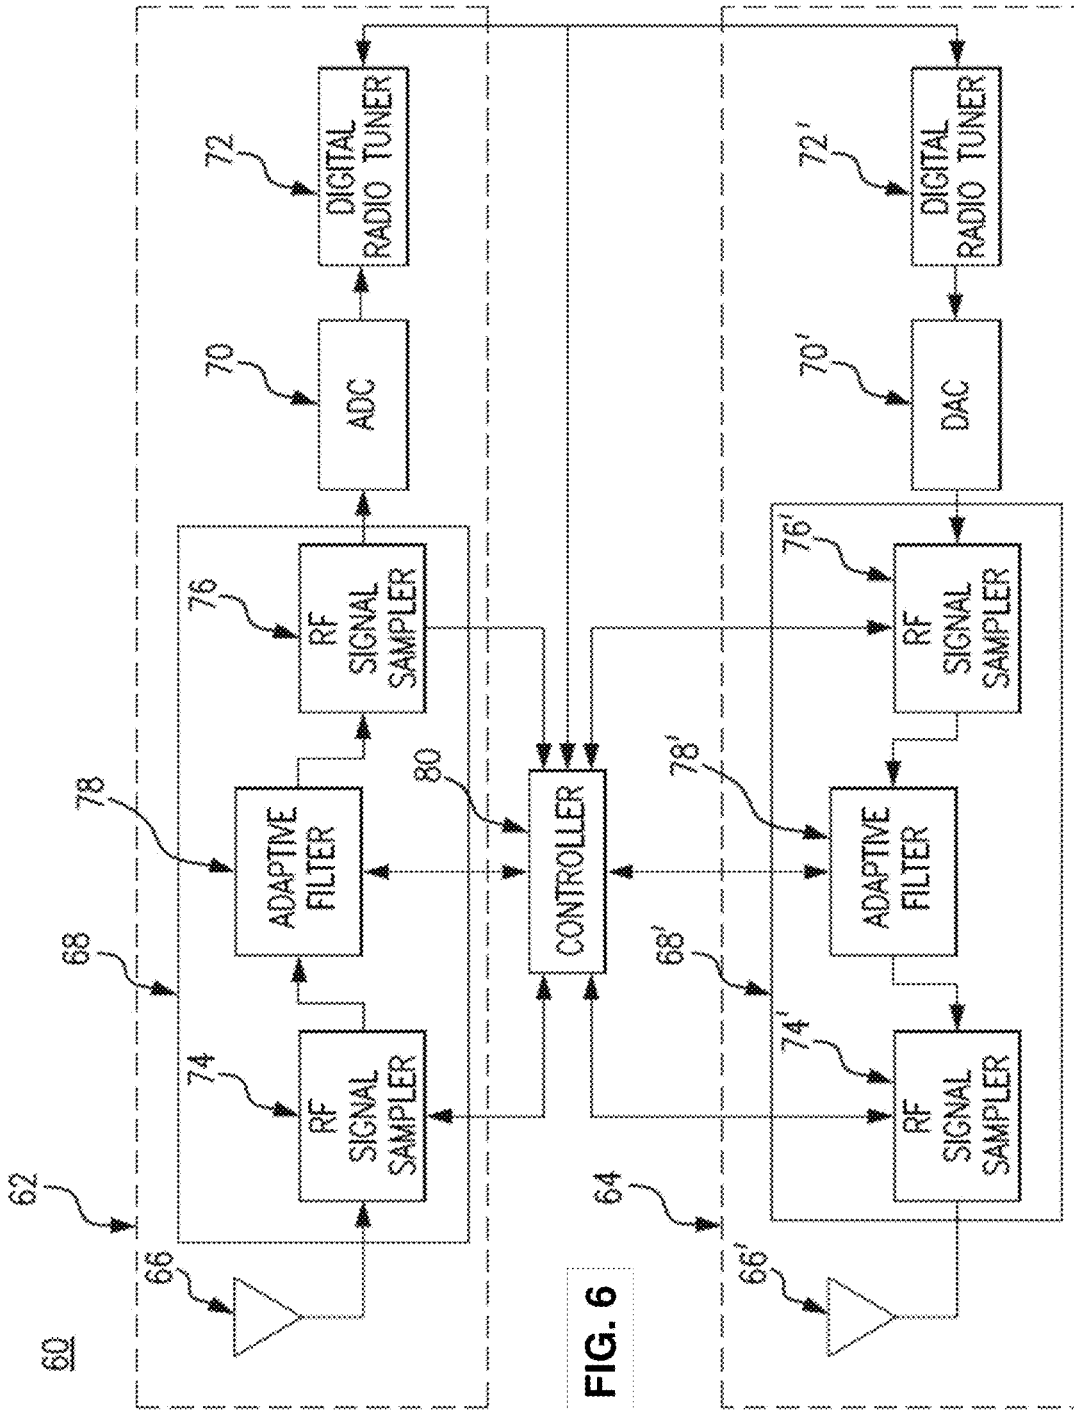 60
62
66
68
74
RF
SIGNAL
SAMPLER
78
ADAPTIVE
FILTER
76
RF
SIGNAL
SAMPLER
70
ADC
72
DIGITAL
RADIO TUNER
80
CONTROLLER
64
66'
68'
74'
RF
SIGNAL
SAMPLER
78'
ADAPTIVE
FILTER
76'
RF
SIGNAL
SAMPLER
70'
DAC
72'
DIGITAL
RADIO TUNER
FIG. 6